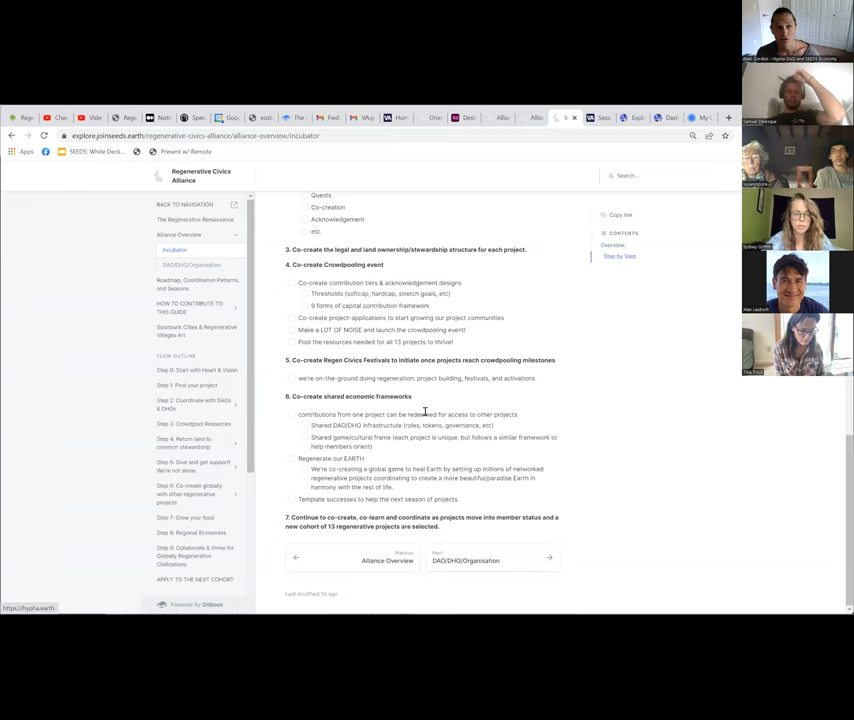 explore.joinseeds.earth/regenerative-civics-alliance/alliance-overview/incubator
Apps
SEEDS: White Deck...
Present w/ Remote
Regenerative Civics
Alliance
Search...
BACK TO NAVIGATION
The Regenerative Renaissance
Alliance Overview
Incubator
DAO/DHO/Organisation
Roadmap, Coordination Patterns,
and Seasons
HOW TO CONTRIBUTE TO
THIS GUIDE
Solarpunk Cities & Regenerative
Villages Art
FLOW OUTLINE
Step 0: Start with Heart & Vision
Step 1: Find your project
Step 2: Coordinate with DAOs
& DHOs
Step 3: Crowdpool Resources
Step 4: Return land to
common stewardship
Step 5: Give and get support!
We're not alone.
Step 6: Co-create globally
with other regenerative
projects
Step 7: Grow your food
Step 8: Regional Economies
Step 9: Collaborate & thrive for
Globally Regenerative
Civilizations
APPLY TO THE NEXT COHORT
Powered By GitBook
https://hypha.earth
Quests
Co-creation
Acknowledgement
etc.
3. Co-create the legal and land ownership/stewardship structure for each project.
4. Co-create Crowdpooling event
Co-create contribution tiers & acknowledgement designs
Thresholds (softcap, hardcap, stretch goals, etc)
9 forms of capital contribution framework
Co-create project-applications to start growing our project communities
Make a LOT OF NOISE and launch the crowdpooling event!
Pool the resources needed for all 13 projects to thrive!
5. Co-create Regen Civics Festivals to initiate once projects reach crowdpooling milestones
we're on-the-ground doing regeneration: project building, festivals, and activations
6. Co-create shared economic frameworks
contributions from one project can be redeemed for access to other projects
Shared DAO/DHO infrastructute (roles, tokens, governance, etc)
Shared game/cultural frame (each project is unique, but follows a similar framework to
help members orient)
Regenerate our EARTH
We're co-creating a global game to heal Earth by setting up millions of networked
regenerative projects coordinating to create a more beautiful/paradise Earth in
harmony with the rest of life.
Template successes to help the next season of projects.
7. Continue to co-create, co-learn and coordinate as projects move into member status and a
new cohort of 13 regenerative projects are selected.
Previous
Alliance Overview
Next
DAO/DHO/Organisation
Last modified 1d ago
Copy link
CONTENTS
Overview:
Step by Step
Cordon - Hypha DAO and SEEDS Economy
Samuel Delesque
Sydney Griffith
Alan Laubsch